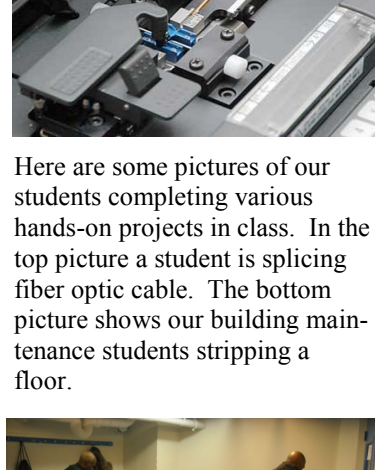 Here are some pictures of our
students completing various
hands-on projects in class.  In the
top picture a student is splicing
fiber optic cable.  The bottom
picture shows our building main-
tenance students stripping a
floor.